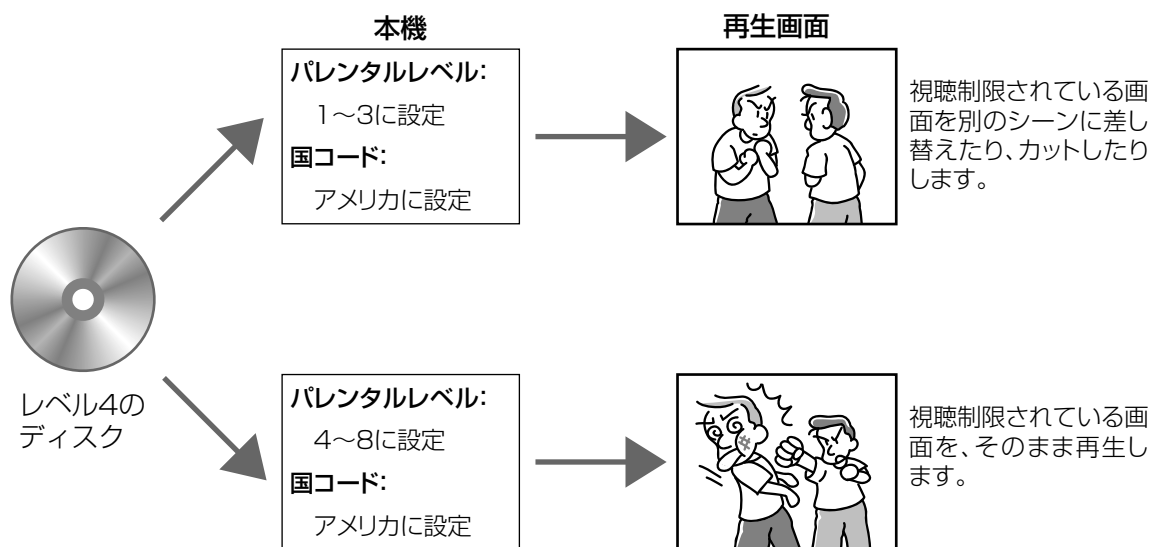 本機
再生画面
パレンタルレベル:
1～3に設定
国コード:
アメリカに設定
視聴制限されている画
面を別のシーンに差し
替えたり、カットしたり
します。
レベル4の
ディスク
パレンタルレベル:
4～8に設定
国コード:
アメリカに設定
視聴制限されている画
面を、そのまま再生し
ます。